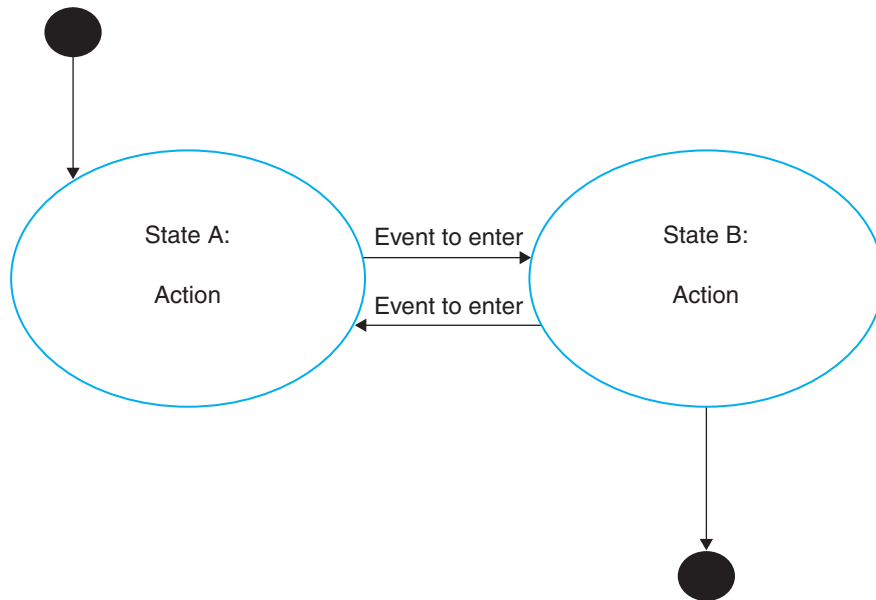 State A:
Action
Event to enter
Event to enter
State B:
Action